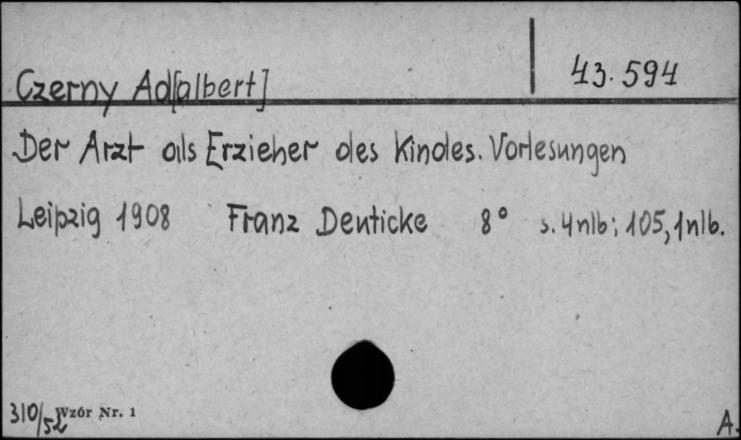 43.594
Czerny Ad[albert]
Der Arzt als Erzieher des Kindes. Vorlesungen
Leipzig 1908 Franz Deuticke 8° s. 4nlb; 105, 1nlb.
310/52 Wzór Nr. 1
A.